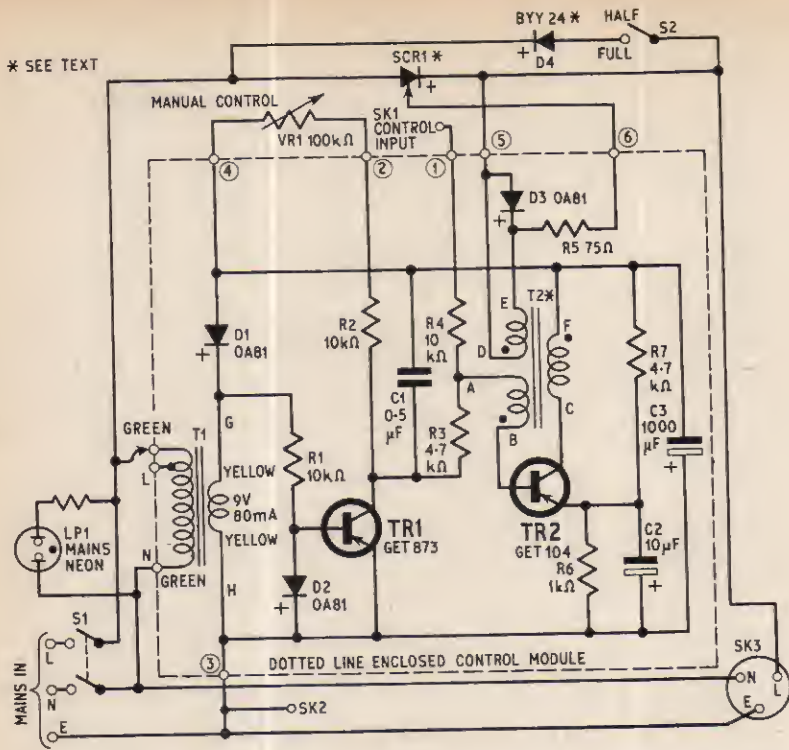 BYY 24 *
HALF
S2
* SEE TEXT
SCR1 *
+
D4
FULL
+
MANUAL CONTROL
SK1
CONTROL
INPUT
VR1 100kΩ
④
②
①
⑤
⑥
D3 OA81
+
R5 75Ω
E
T2*
F
D1
OA81
+
R2
10kΩ
R4
10
kΩ
D
R7
4·7
kΩ
C1
0·5
μF
A
G
R3
4·7
kΩ
B
C
C3
1000
μF
+
GREEN
T1
L
R1
10kΩ
YELLOW
9V
80mA
YELLOW
TR1
GET 873
TR2
GET 104
LP1
MAINS
NEON
N
GREEN
H
D2
+
OA81
R6
1kΩ
C2
10μF
+
S1
MAINS IN
L
N
E
③
DOTTED LINE ENCLOSED CONTROL MODULE
SK3
N
L
E
SK2